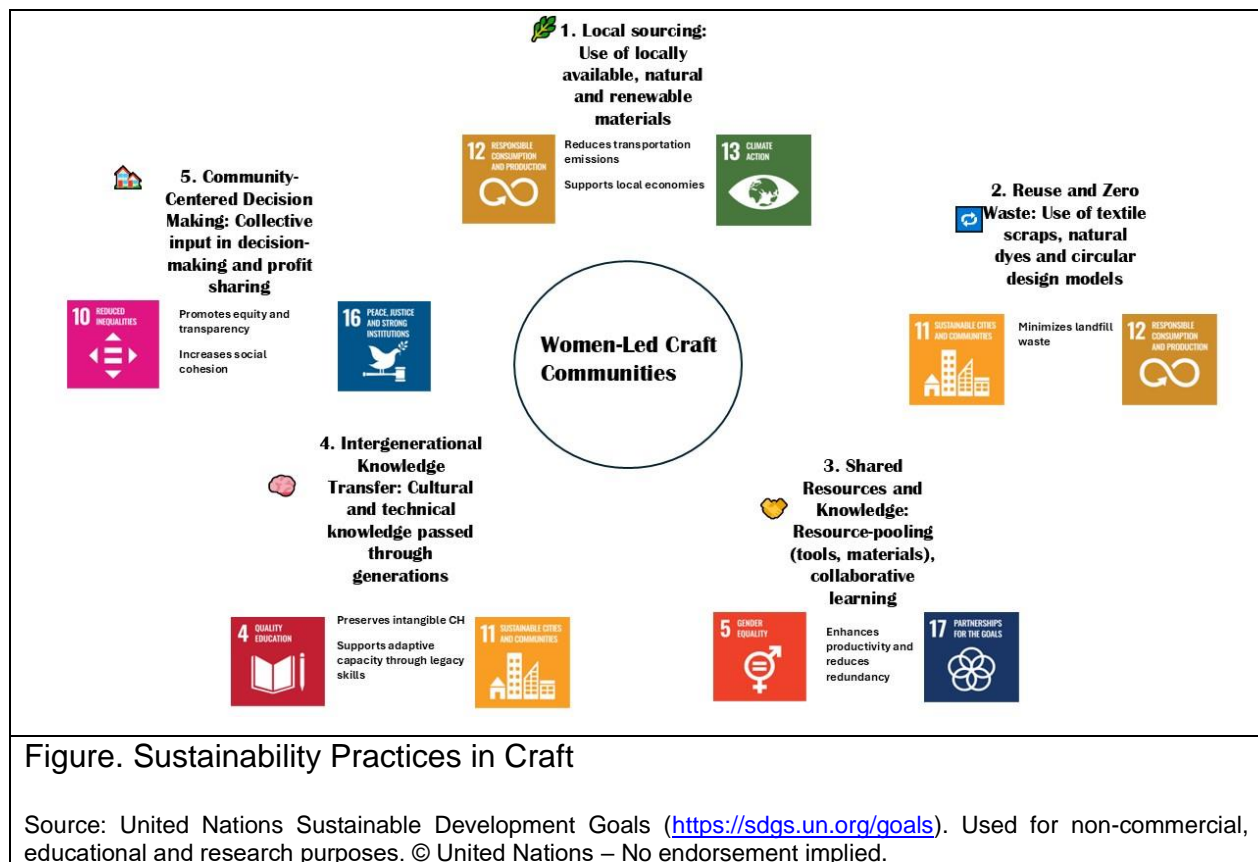 1. Local sourcing:
Use of locally
available, natural
and renewable
materials
12 RESPONSIBLE
CONSUMPTION
AND PRODUCTION
Reduces transportation
emissions
Supports local economies
13 CLIMATE
ACTION
2. Reuse and Zero
Waste: Use of textile
scraps, natural
dyes and circular
design models
11 SUSTAINABLE CITIES
AND COMMUNITIES
Minimizes landfill
waste
12 RESPONSIBLE
CONSUMPTION
AND PRODUCTION
3. Shared
Resources and
Knowledge:
Resource-pooling
(tools, materials),
collaborative
learning
5 GENDER
EQUALITY
Enhances
productivity and
reduces
redundancy
17 PARTNERSHIPS
FOR THE GOALS
4. Intergenerational
Knowledge
Transfer: Cultural
and technical
knowledge passed
through
generations
4 QUALITY
EDUCATION
Preserves intangible CH
Supports adaptive
capacity through legacy
skills
11 SUSTAINABLE CITIES
AND COMMUNITIES
5. Community-
Centered Decision
Making: Collective
input in decision-
making and profit
sharing
10 REDUCED
INEQUALITIES
Promotes equity and
transparency
Increases social
cohesion
16 PEACE, JUSTICE
AND STRONG
INSTITUTIONS
Women-Led Craft
Communities
Figure. Sustainability Practices in Craft
Source: United Nations Sustainable Development Goals (https://sdgs.un.org/goals). Used for non-commercial,
educational and research purposes. © United Nations – No endorsement implied.